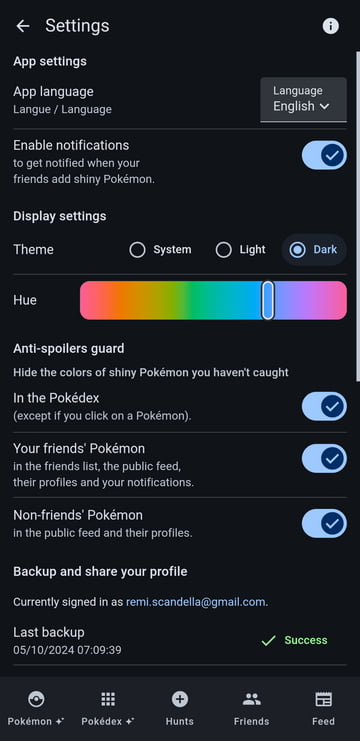 Settings
App settings
App language
Langue / Language
Language
English
Enable notifications
to get notified when your
friends add shiny Pokémon.
Display settings
Theme
System
Light
Dark
Hue
Anti-spoilers guard
Hide the colors of shiny Pokémon you haven't caught
In the Pokédex
(except if you click on a Pokémon).
Your friends' Pokémon
in the friends list, the public feed,
their profiles and your notifications.
Non-friends' Pokémon
in the public feed and their profiles.
Backup and share your profile
Currently signed in as remi.scandella@gmail.com.
Last backup
05/10/2024 07:09:39
Success
Pokémon
Pokédex
Hunts
Friends
Feed